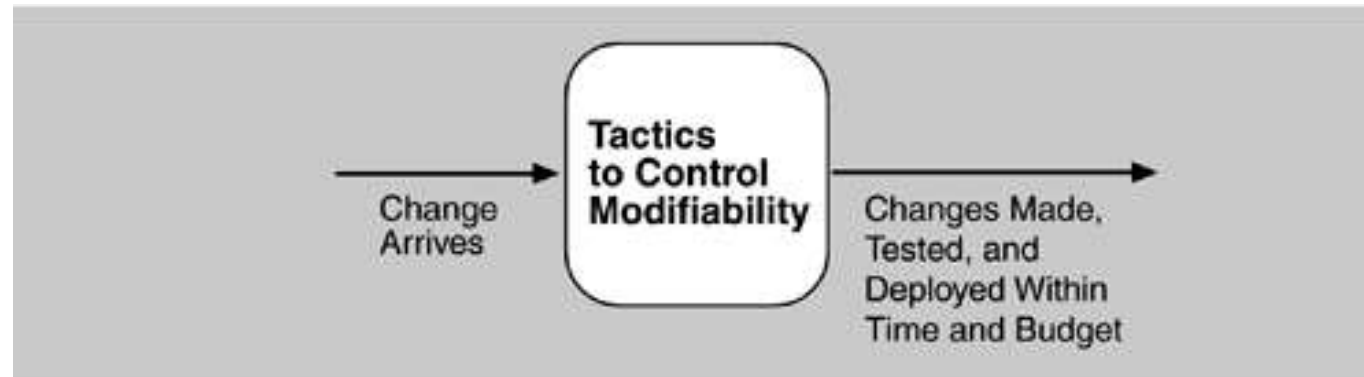 Change
Arrives
Tactics
to Control
Modifiability
Changes Made,
Tested, and
Deployed Within
Time and Budget